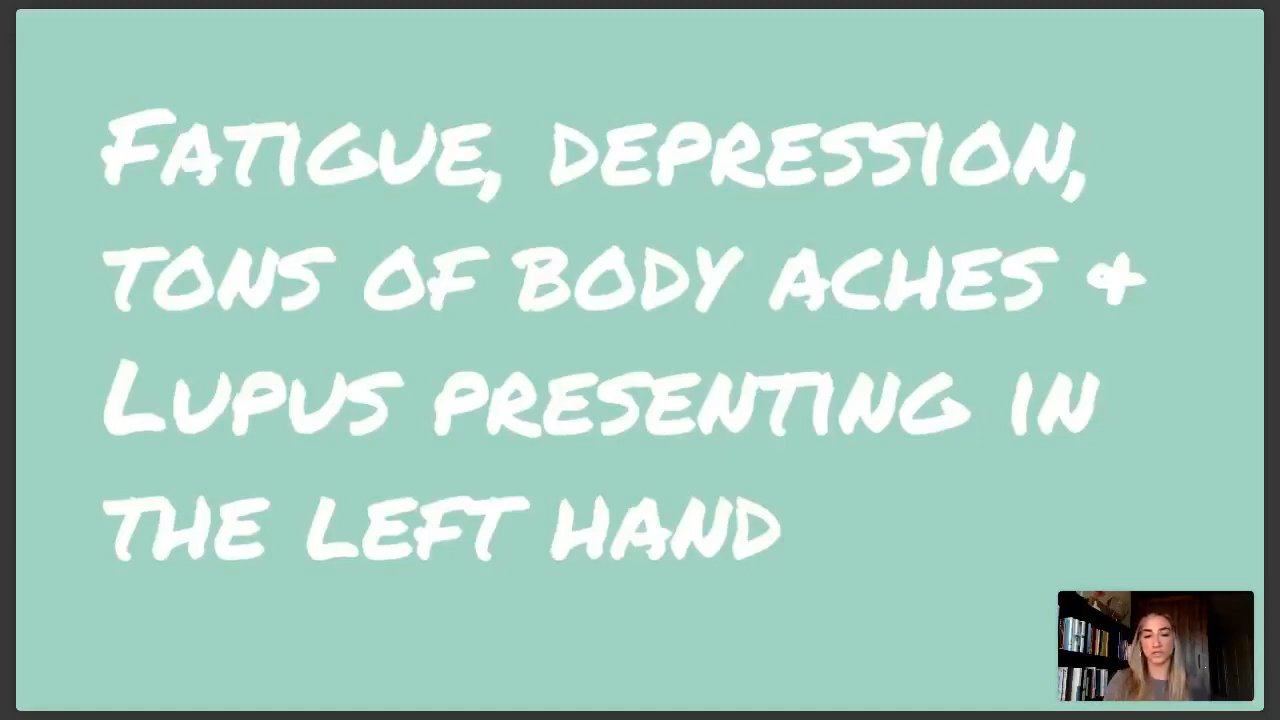 Fatigue, depression,
tons of body aches &
Lupus presenting in
the left hand